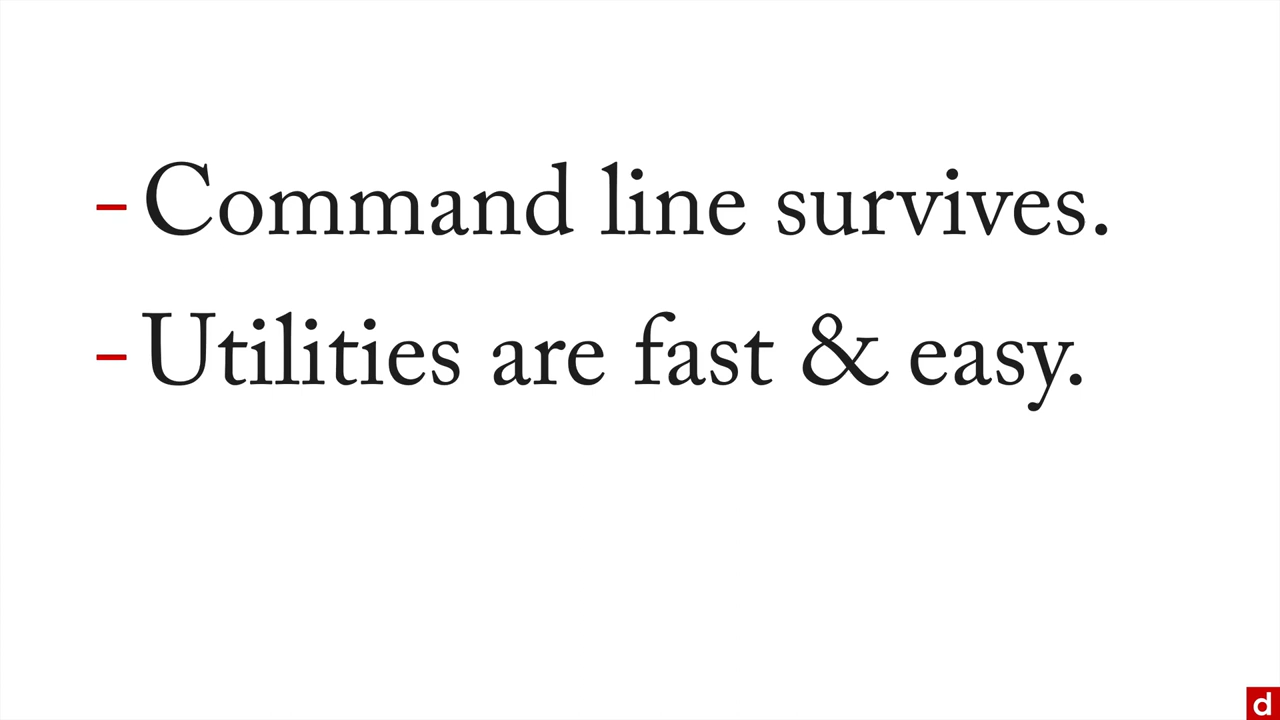 - Command line survives.
- Utilities are fast & easy.
d